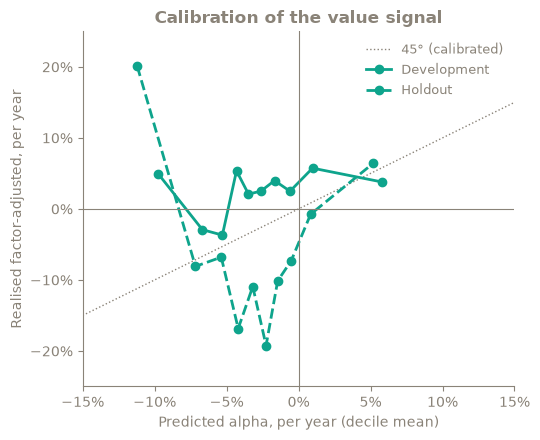 Calibration of the value signal
45° (calibrated)
Development
Holdout
20%
10%
0%
−10%
−20%
Realised factor-adjusted, per year
−15%
−10%
−5%
0%
5%
10%
15%
Predicted alpha, per year (decile mean)